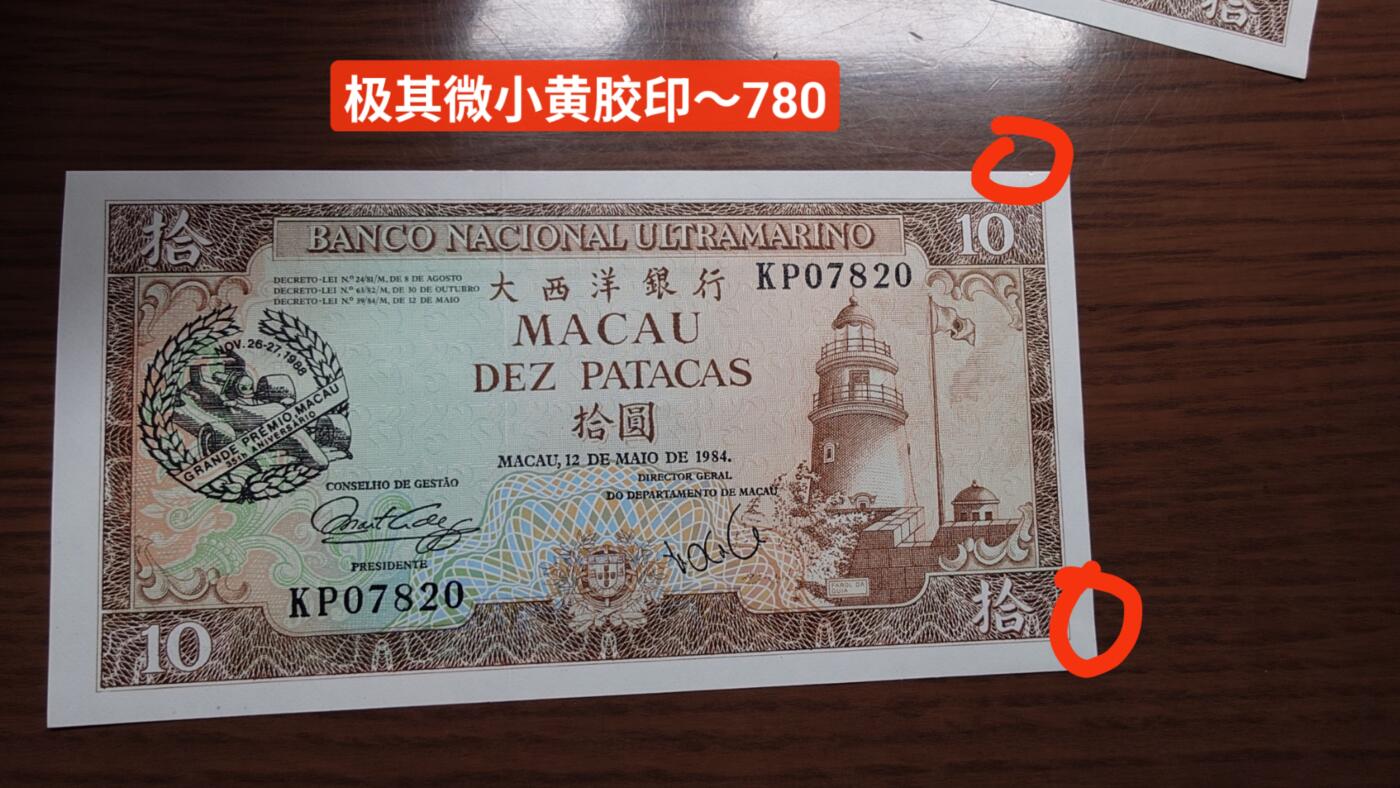 极其微小黄胶印～780
拾
拾
BANCO NACIONAL ULTRAMARINO
10
DECRETO-LEI N.º 24/81/M, DE 8 DE AGOSTO
DECRETO-LEI N.º 63/82/M, DE 30 DE OUTUBRO
DECRETO-LEI N.º 39/84/M, DE 12 DE MAIO
大西洋銀行
KP07820
MACAU
DEZ PATACAS
拾圓
NOV. 26-27, 1988
GRANDE PRÉMIO, MACAU
35th ANIVERSÁRIO
MACAU, 12 DE MAIO DE 1984.
CONSELHO DE GESTÃO
DIRECTOR GERAL
DO DEPARTAMENTO DE MACAU
PRESIDENTE
KP07820
FAROL DA
GUIA
拾
10